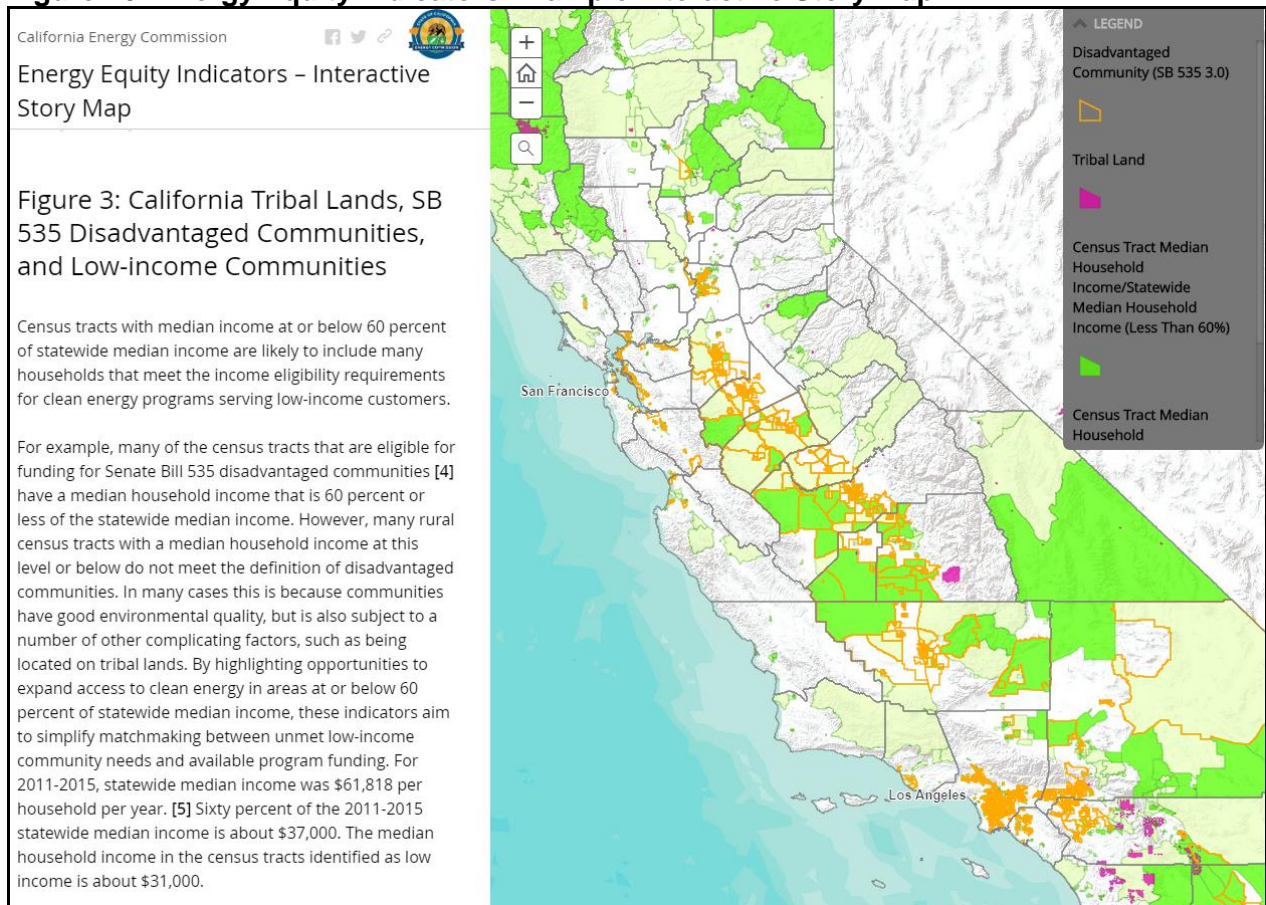 California Energy Commission
Energy Equity Indicators – Interactive
Story Map
Figure 3: California Tribal Lands, SB
535 Disadvantaged Communities,
and Low-income Communities
Census tracts with median income at or below 60 percent
of statewide median income are likely to include many
households that meet the income eligibility requirements
for clean energy programs serving low-income customers.
For example, many of the census tracts that are eligible for
funding for Senate Bill 535 disadvantaged communities [4]
have a median household income that is 60 percent or
less of the statewide median income. However, many rural
census tracts with a median household income at this
level or below do not meet the definition of disadvantaged
communities. In many cases this is because communities
have good environmental quality, but is also subject to a
number of other complicating factors, such as being
located on tribal lands. By highlighting opportunities to
expand access to clean energy in areas at or below 60
percent of statewide median income, these indicators aim
to simplify matchmaking between unmet low-income
community needs and available program funding. For
2011-2015, statewide median income was $61,818 per
household per year. [5] Sixty percent of the 2011-2015
statewide median income is about $37,000. The median
household income in the census tracts identified as low
income is about $31,000.
San Francisco
Los Angeles
LEGEND
Disadvantaged
Community (SB 535 3.0)
Tribal Land
Census Tract Median
Household
Income/Statewide
Median Household
Income (Less Than 60%)
Census Tract Median
Household